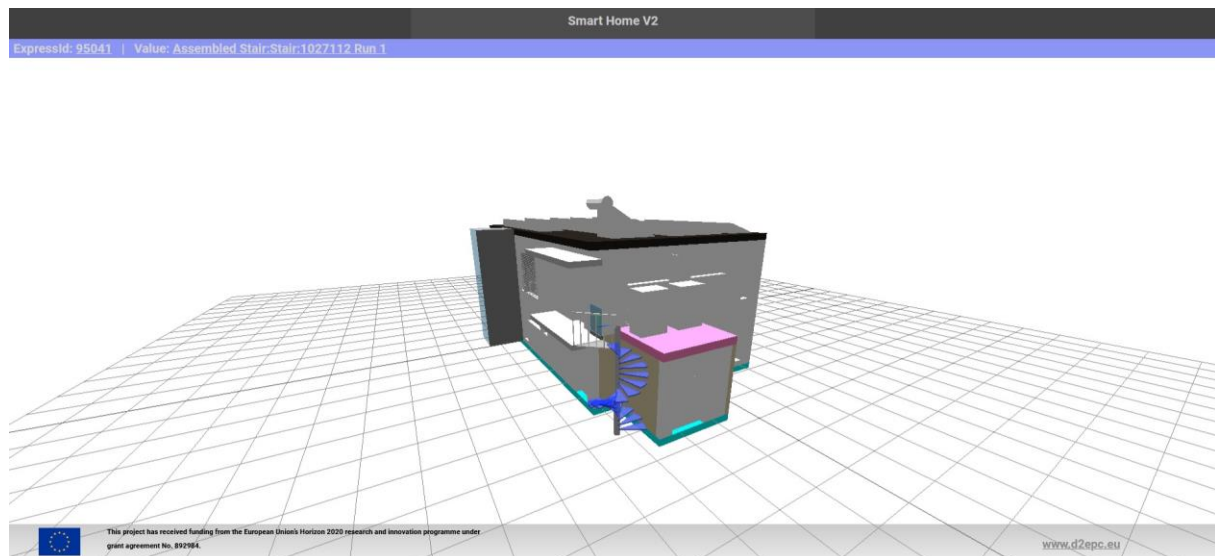 Smart Home V2
ExpressId: 95041 | Value: Assembled Stair:Stair:1027112 Run 1
This project has received funding from the European Union's Horizon 2020 research and innovation programme under
grant agreement No. 892984.
www.d2epc.eu